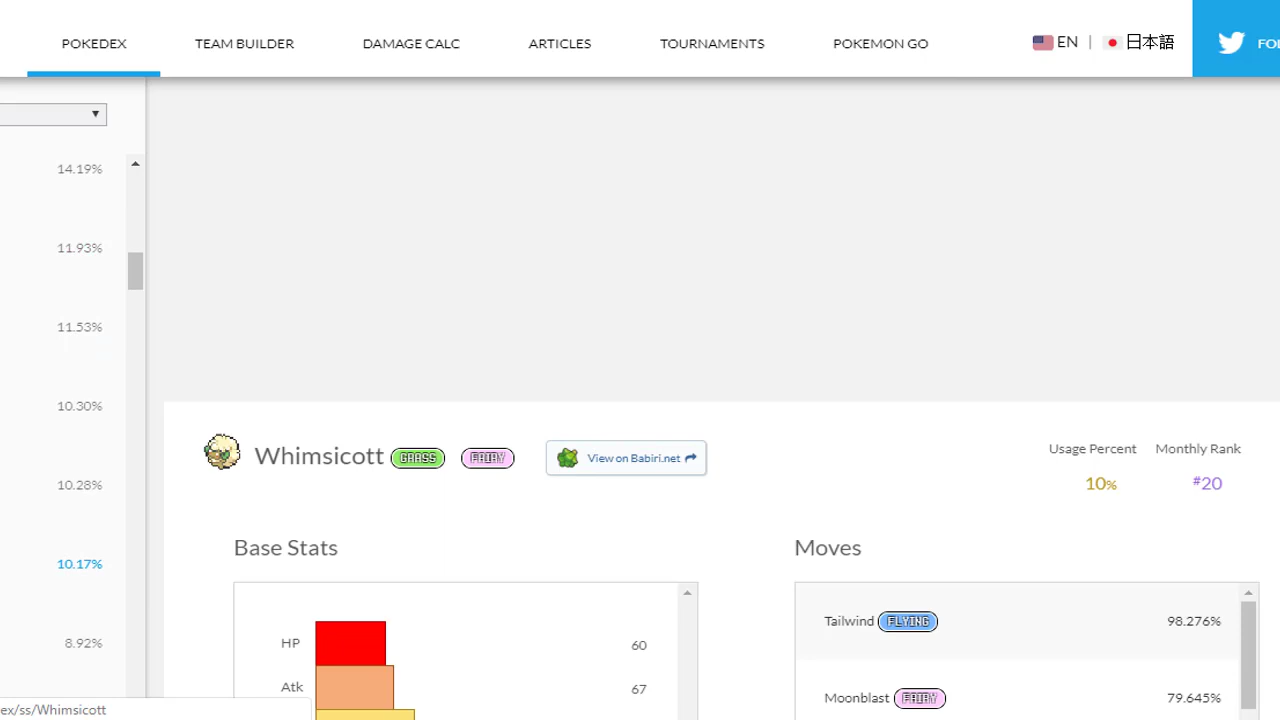 POKEDEX TEAM BUILDER DAMAGE CALC ARTICLES TOURNAMENTS POKEMON GO EN | 日本語
14.19%
11.93%
11.53%
10.30%
10.28%
10.17%
8.92%
Whimsicott GRASS FAIRY View on Babiri.net
Usage Percent Monthly Rank
10% #20
Base Stats
HP 60
Atk 67
Moves
Tailwind FLYING 98.276%
Moonblast FAIRY 79.645%
ex/ss/Whimsicott